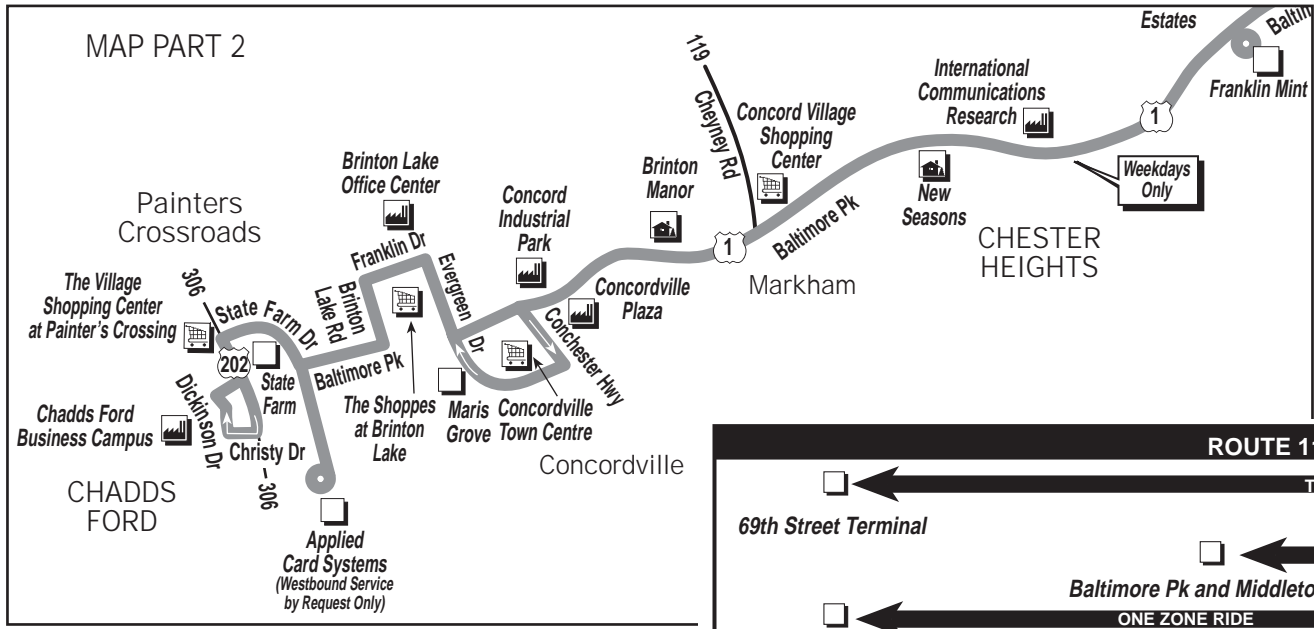 MAP PART 2
Estates
119
Cheyney Rd
Concord Village
Shopping
Center
International
Communications
Research
1
Franklin Mint
Weekdays
Only
Brinton Lake
Office Center
Concord
Industrial
Park
Brinton
Manor
New
Seasons
CHESTER
HEIGHTS
Painters
Crossroads
Franklin Dr
Evergreen Dr
1
Baltimore Pk
Markham
Concordville
Plaza
The Village
Shopping Center
at Painter's Crossing
306
State Farm Dr
Brinton
Lake Rd
Conchester Hwy
202
State
Farm
Baltimore Pk
Dickinson Dr
Chadds Ford
Business Campus
Christy Dr
306
The Shoppes
at Brinton
Lake
Maris
Grove
Concordville
Town Centre
Concordville
CHADDS
FORD
Applied
Card Systems
(Westbound Service
by Request Only)
ROUTE
69th Street Terminal
Baltimore Pk and
ONE ZONE RIDE